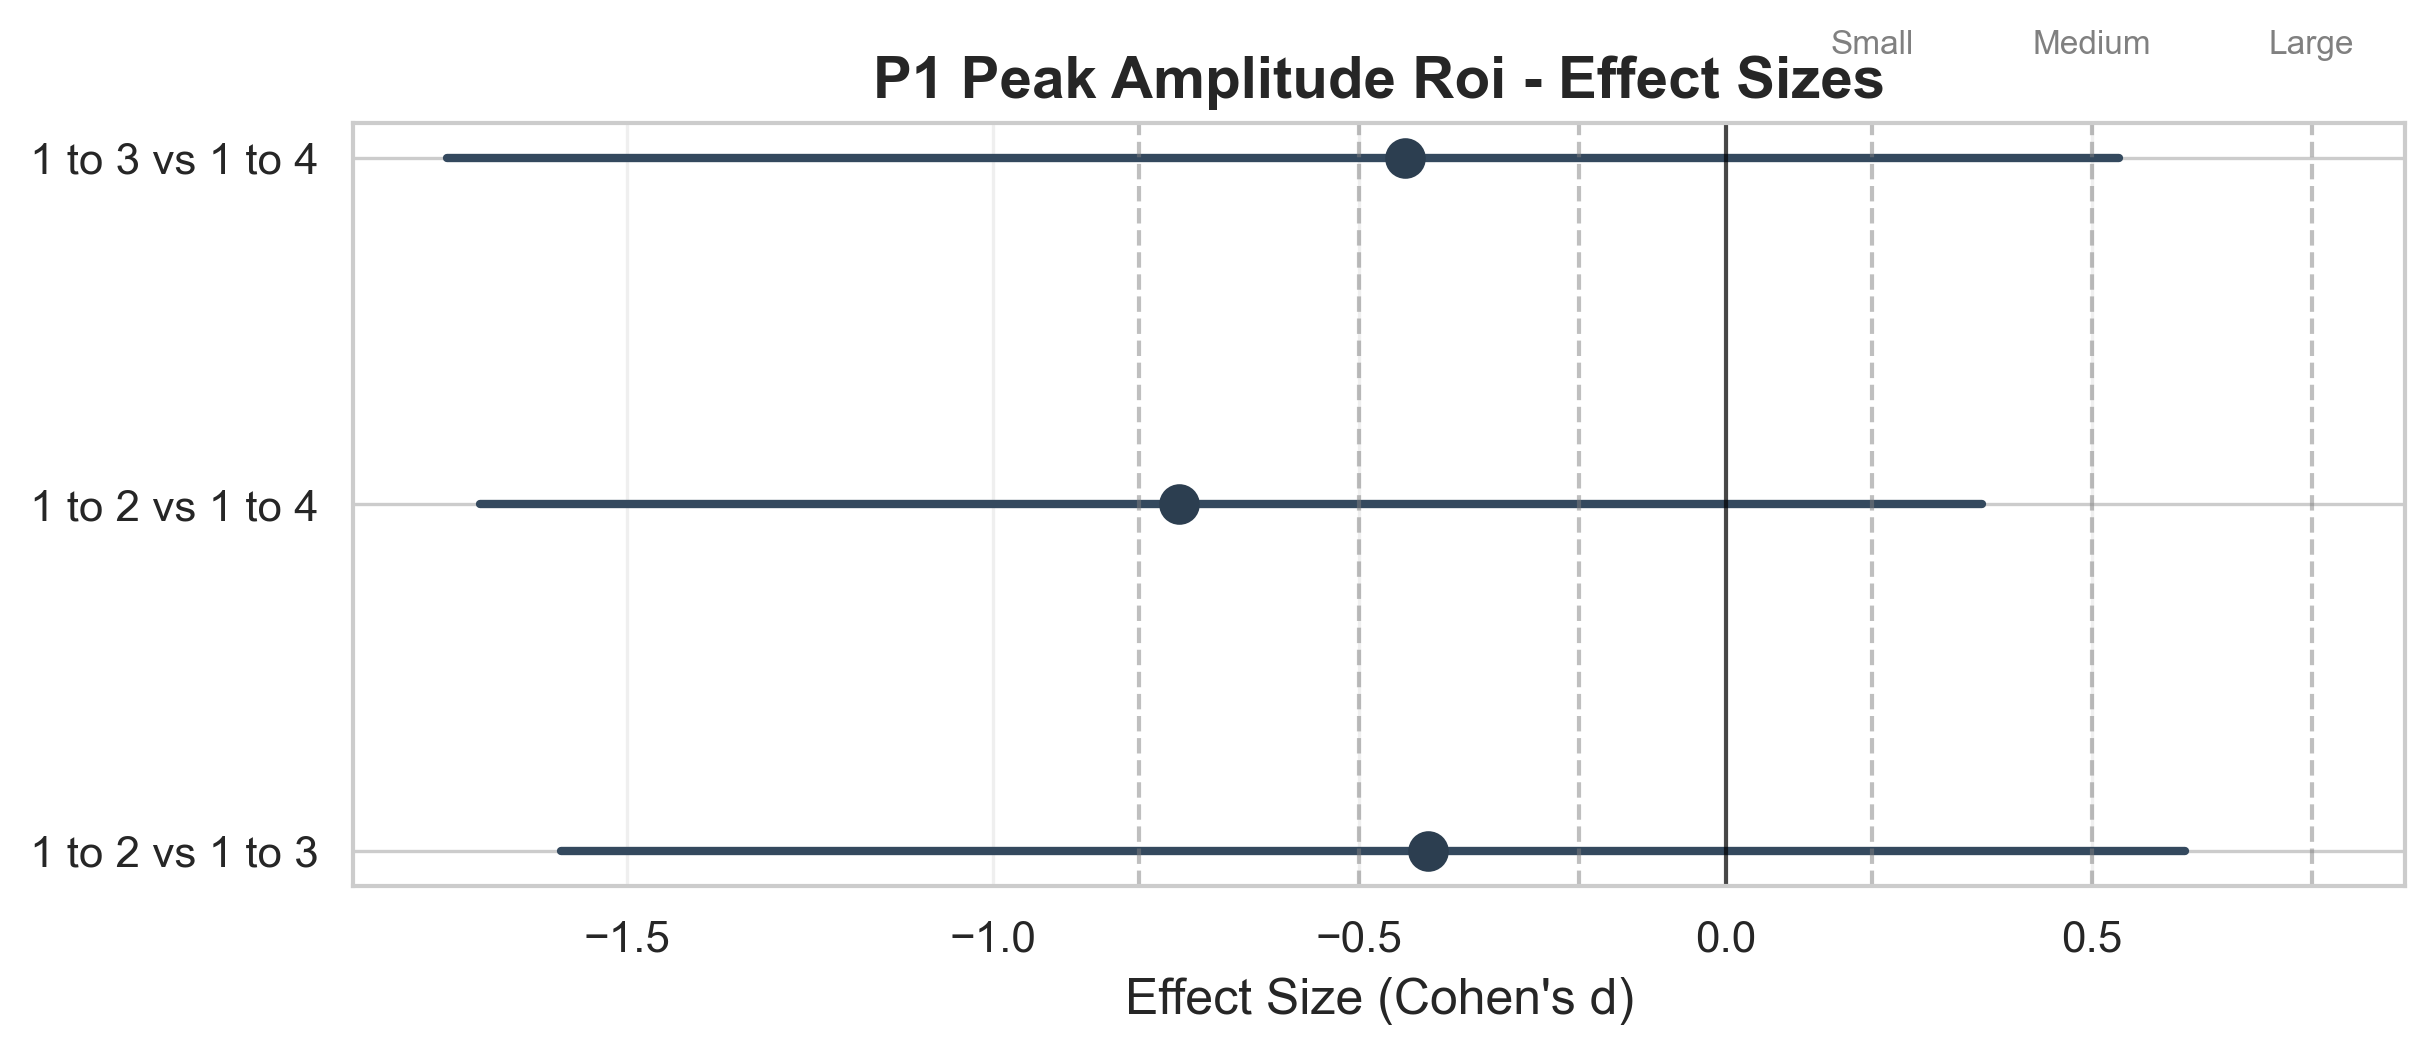 Small Medium Large
P1 Peak Amplitude Roi - Effect Sizes
1 to 3 vs 1 to 4
1 to 2 vs 1 to 4
1 to 2 vs 1 to 3
−1.5 −1.0 −0.5 0.0 0.5
Effect Size (Cohen's d)